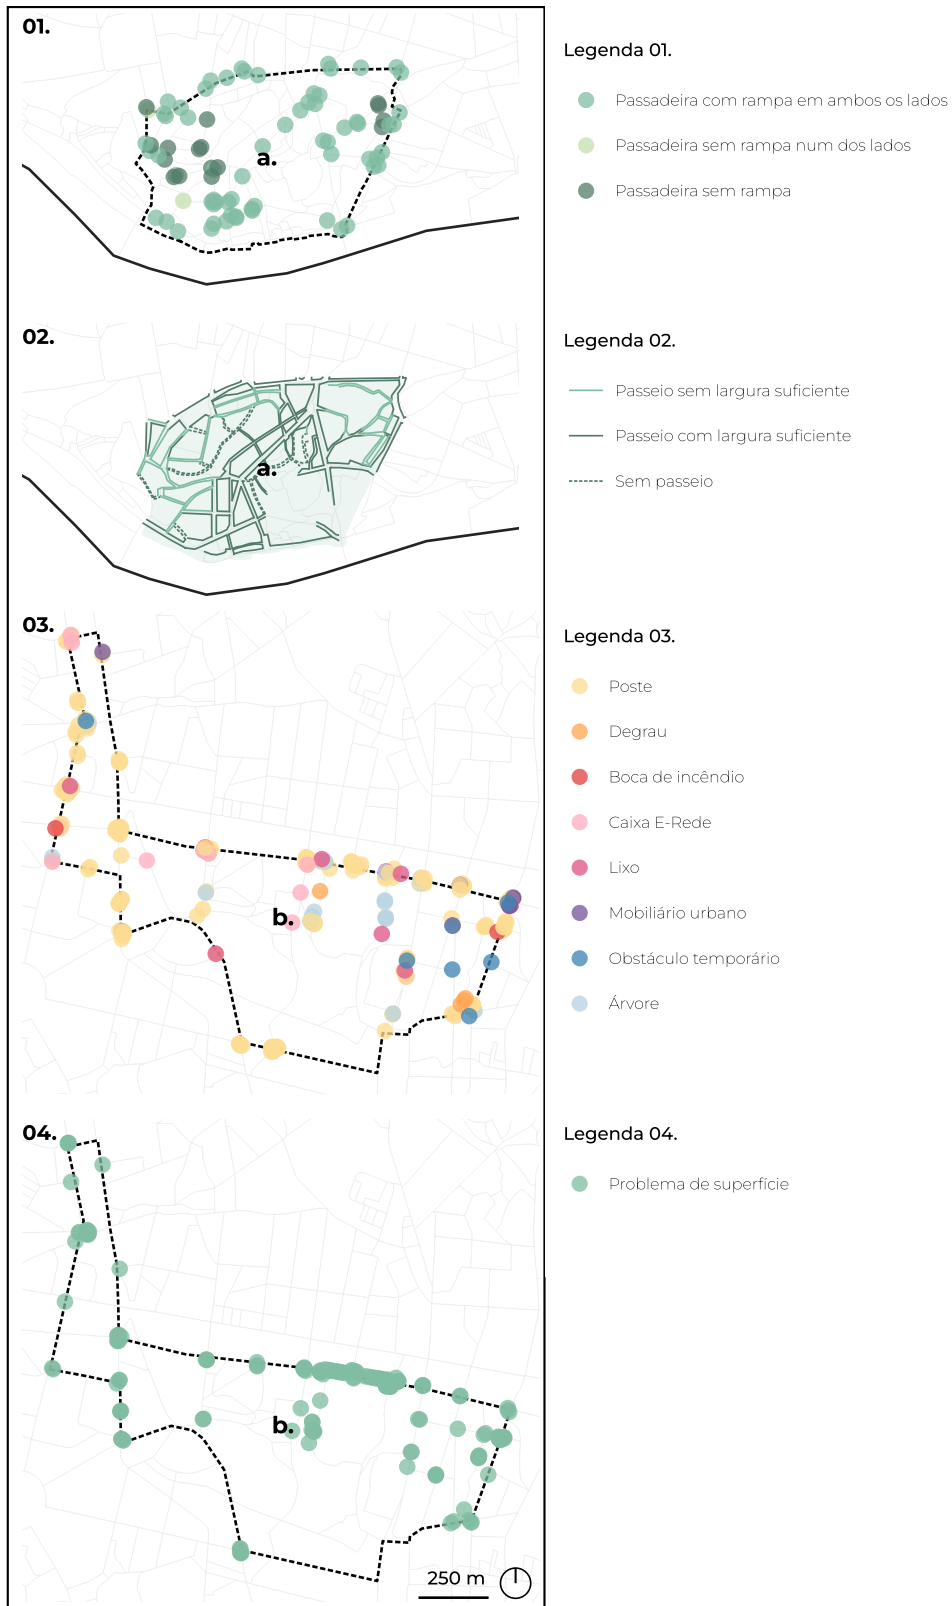 01.
a.
Legenda 01.
Passadeira com rampa em ambos os lados
Passadeira sem rampa num dos lados
Passadeira sem rampa
02.
a.
Legenda 02.
Passeio sem largura suficiente
Passeio com largura suficiente
Sem passeio
03.
b.
Legenda 03.
Poste
Degrau
Boca de incêndio
Caixa E-Rede
Lixo
Mobiliário urbano
Obstáculo temporário
Árvore
04.
b.
250 m
Legenda 04.
Problema de superfície